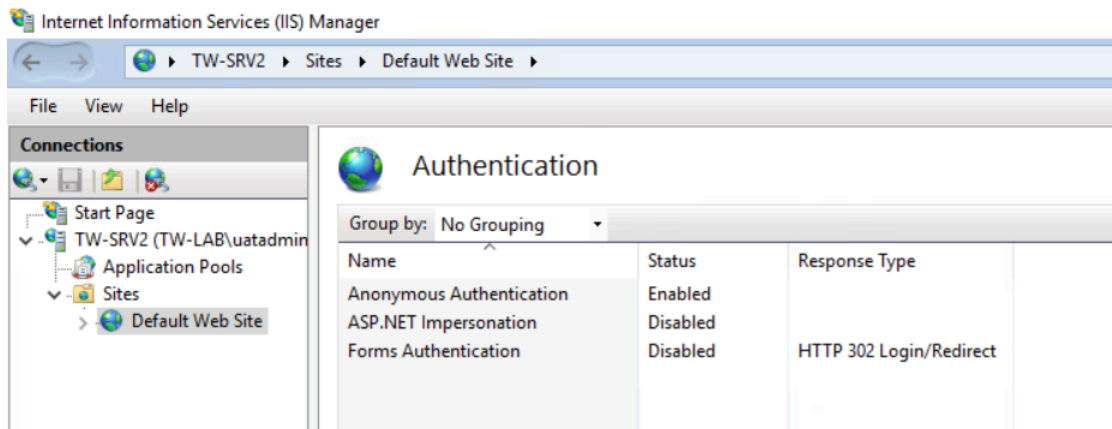 Internet Information Services (IIS) Manager
TW-SRV2 Sites Default Web Site
File View Help
Connections
Start Page
TW-SRV2 (TW-LAB\uatadmin
Application Pools
Sites
Default Web Site
Authentication
Group by: No Grouping
Name Status Response Type
Anonymous Authentication Enabled
ASP.NET Impersonation Disabled
Forms Authentication Disabled HTTP 302 Login/Redirect